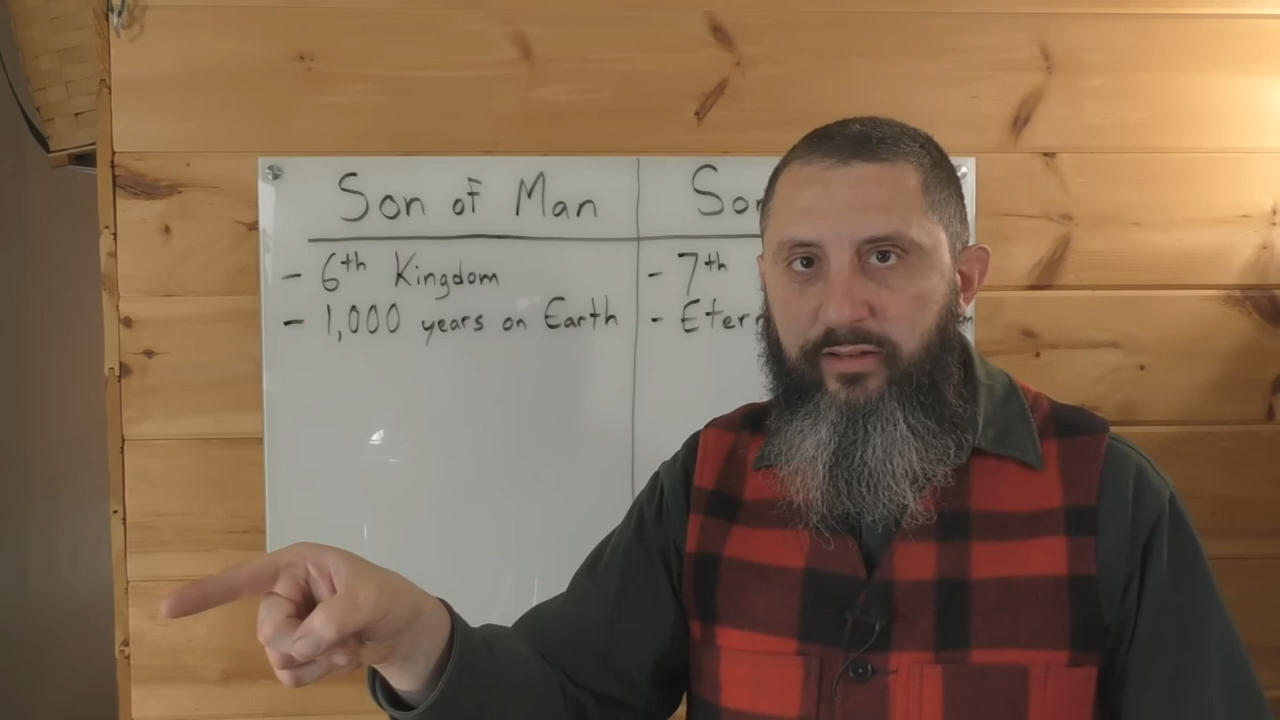 Son of Man
- 6th Kingdom
- 1,000 years on Earth
- 7th